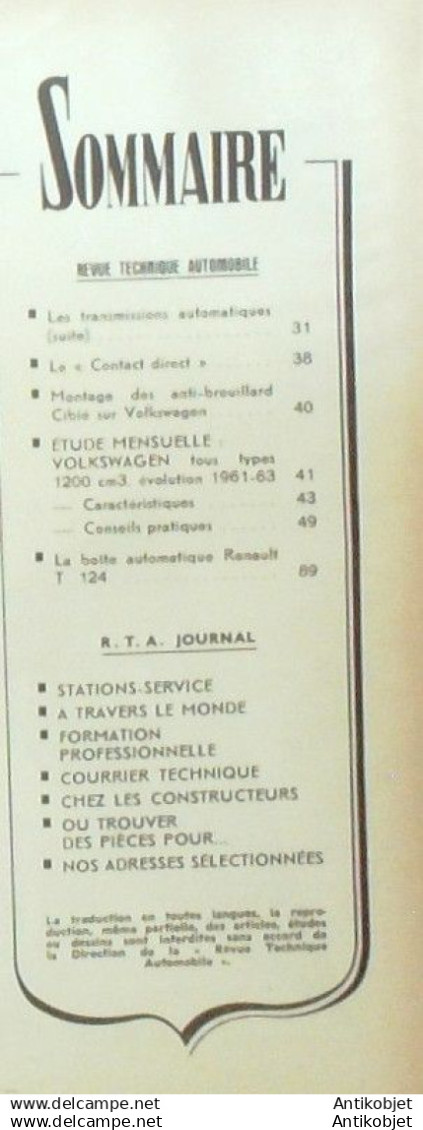 SOMMAIRE
REVUE TECHNIQUE AUTOMOBILE
Les transmissions automatiques
(suite) 31
Le « Contact direct » 38
Montage des anti-brouillard
Cibié sur Volkswagen 40
ETUDE MENSUELLE :
VOLKSWAGEN tous types
1200 cm3. évolution 1961-63 41
— Caractéristiques 43
— Conseils pratiques 49
La boîte automatique Renault
T 124 89
R. T. A. JOURNAL
STATIONS-SERVICE
A TRAVERS LE MONDE
FORMATION
PROFESSIONNELLE
COURRIER TECHNIQUE
CHEZ LES CONSTRUCTEURS
OU TROUVER
DES PIÈCES POUR...
NOS ADRESSES SÉLECTIONNÉES
La traduction en toutes langues, la repro-
duction, même partielle, des articles, études
ou dessins sont interdites sans accord de
la Direction de la « Revue Technique
Automobile ».
www.delcampe.net Antikobjet
www.delcampe.net Antikobjet